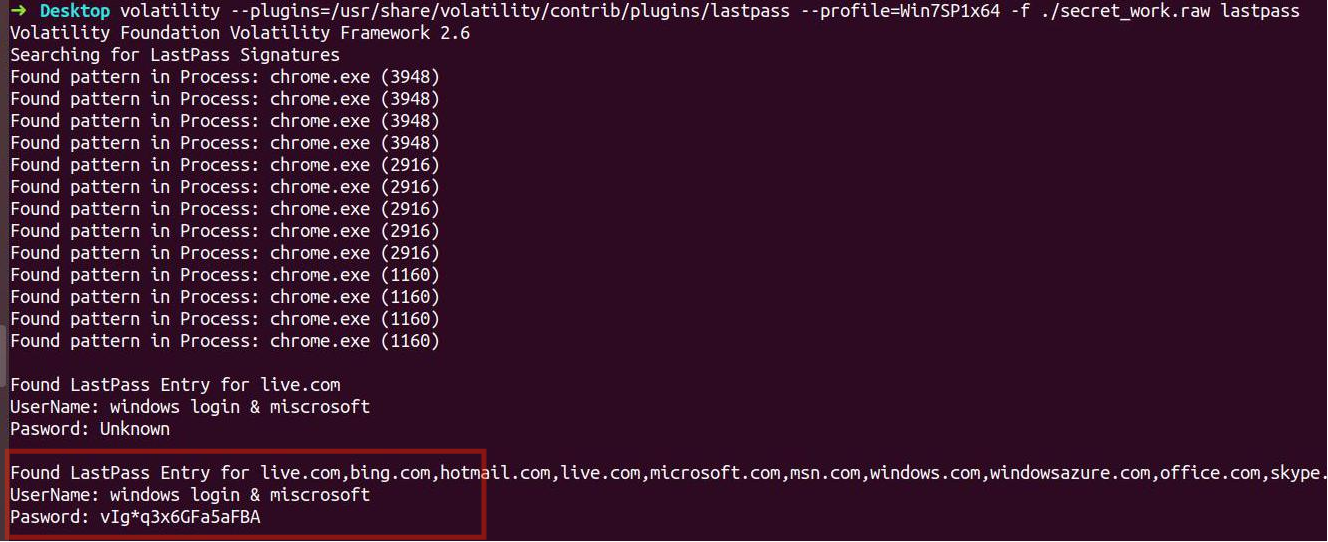 → Desktop volatility --plugins=/usr/share/volatility/contrib/plugins/lastpass --profile=Win7SP1x64 -f ./secret_work.raw lastpass
Volatility Foundation Volatility Framework 2.6
Searching for LastPass Signatures
Found pattern in Process: chrome.exe (3948)
Found pattern in Process: chrome.exe (3948)
Found pattern in Process: chrome.exe (3948)
Found pattern in Process: chrome.exe (3948)
Found pattern in Process: chrome.exe (2916)
Found pattern in Process: chrome.exe (2916)
Found pattern in Process: chrome.exe (2916)
Found pattern in Process: chrome.exe (2916)
Found pattern in Process: chrome.exe (2916)
Found pattern in Process: chrome.exe (1160)
Found pattern in Process: chrome.exe (1160)
Found pattern in Process: chrome.exe (1160)
Found pattern in Process: chrome.exe (1160)
Found LastPass Entry for live.com
UserName: windows login & miscrosoft
Pasword: Unknown
Found LastPass Entry for live.com,bing.com,hotmail.com,live.com,microsoft.com,msn.com,windows.com,windowsazure.com,office.com,skype.
UserName: windows login & miscrosoft
Pasword: vIg*q3x6GFa5aFBA